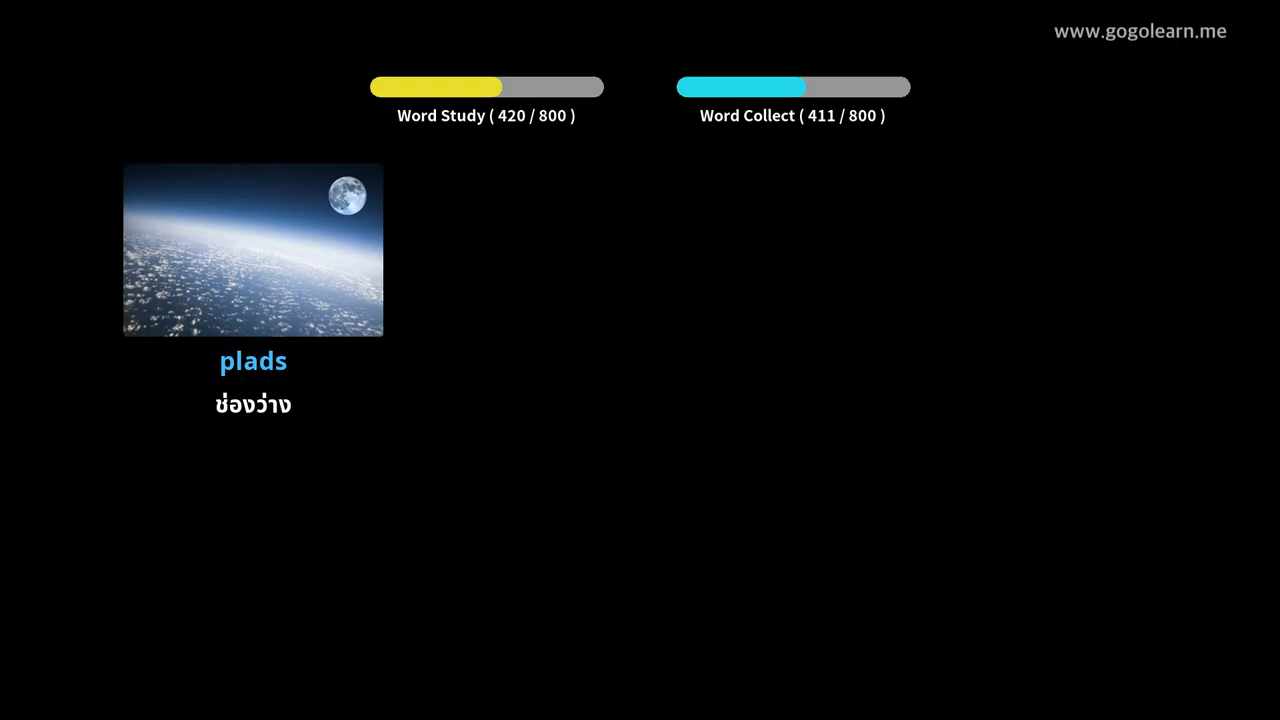 www.gogolearn.me
Word Study ( 420 / 800 )
Word Collect ( 411 / 800 )
plads
ช่องว่าง